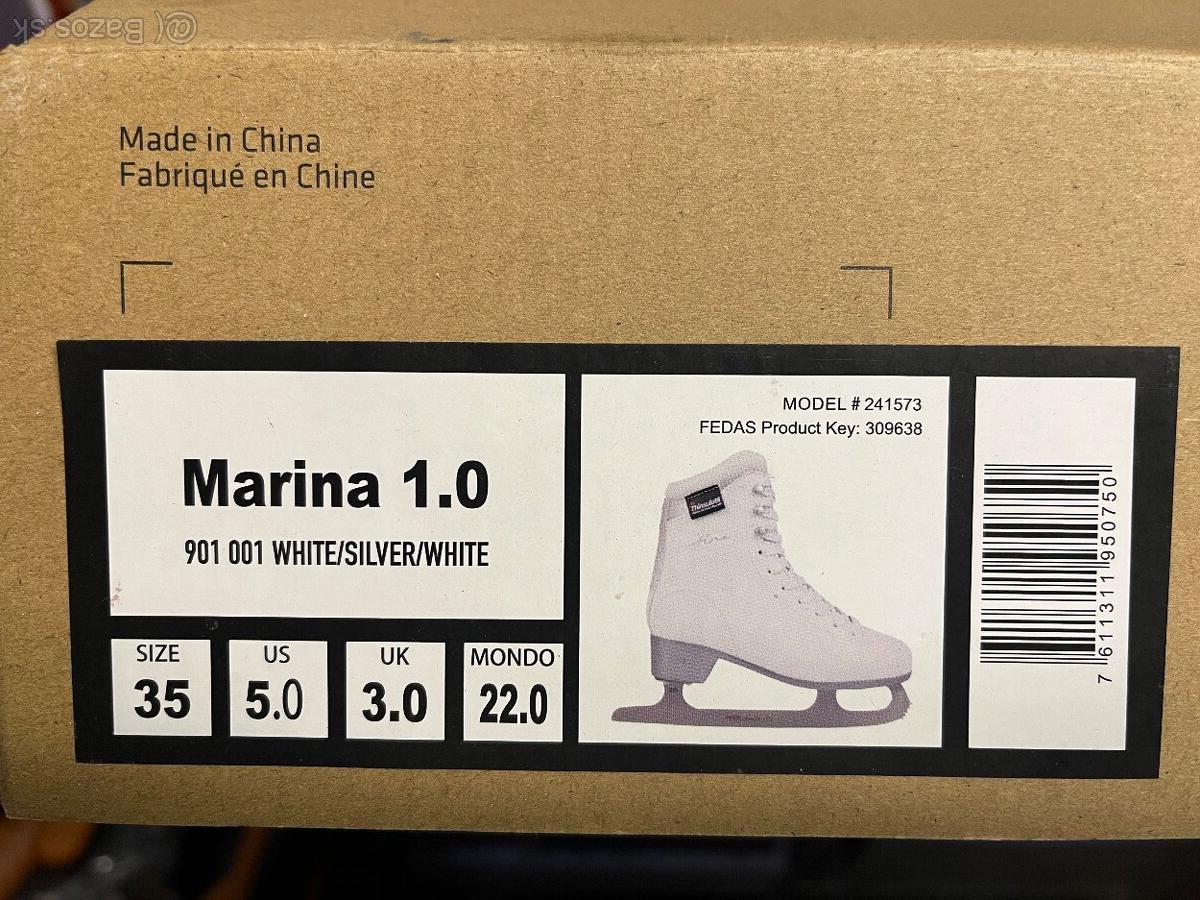 @( Bazos.sk
Made in China
Fabriqué en Chine
Marina 1.0
901 001 WHITE/SILVER/WHITE
SIZE
35
US
5.0
UK
3.0
MONDO
22.0
MODEL # 241573
FEDAS Product Key: 309638
Thinsulate
7 611311 950750